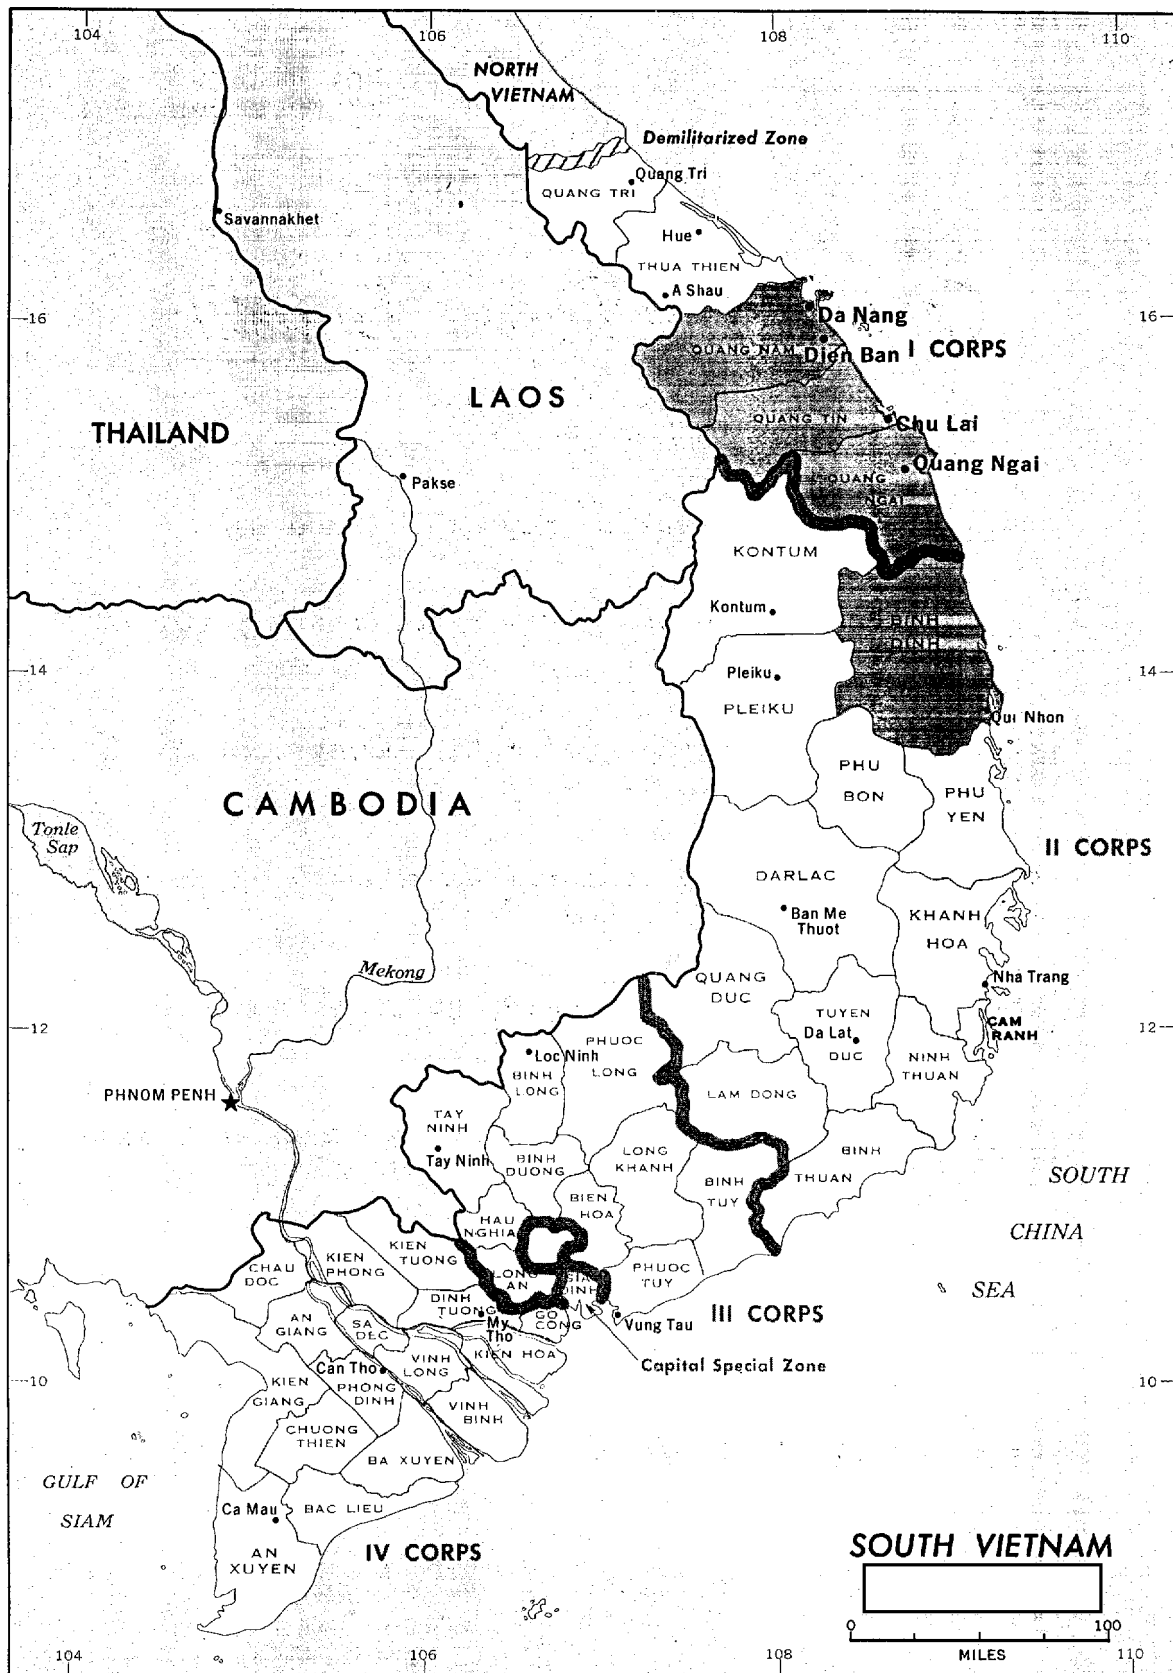 104
106
108
110
NORTH
VIETNAM
Demilitarized Zone
Quang Tri
QUANG TRI
Savannakhet
Hue
THUA THIEN
A Shau
16
16
Da Nang
QUANG NAM
Dien Ban
I CORPS
LAOS
THAILAND
QUANG TIN
Chu Lai
Quang Ngai
Pakse
QUANG
NGAI
KONTUM
Kontum
BINH
DINH
14
14
Pleiku
PLEIKU
Qui Nhon
PHU
BON
PHU
YEN
CAMBODIA
Tonle
Sap
II CORPS
DARLAC
Ban Me
Thuot
KHANH
HOA
Mekong
QUANG
DUC
Nha Trang
12
12
TUYEN
DUC
Da Lat
CAM
RANH
PHUOC
LONG
Loc Ninh
BINH
LONG
NINH
THUAN
PHNOM PENH
LAM DONG
TAY
NINH
Tay Ninh
BINH
DUONG
LONG
KHANH
BINH
THUAN
BINH
TUY
BIEN
HOA
SOUTH
CHINA
SEA
HAU
NGHIA
KIEN
TUONG
KIEN
PHONG
CHAU
DOC
LONG
AN
GIA
DINH
PHUOC
TUY
DINH
TUONG
My
Tho
GO
CONG
Vung Tau
III CORPS
AN
GIANG
SA
DEC
VINH
LONG
KIEN HOA
Capital Special Zone
Can Tho
10
10
KIEN
GIANG
PHONG
DINH
VINH
BINH
CHUONG
THIEN
BA XUYEN
GULF OF
SIAM
Ca Mau
BAC LIEU
AN
XUYEN
IV CORPS
SOUTH VIETNAM
0
100
MILES
104
106
108
110